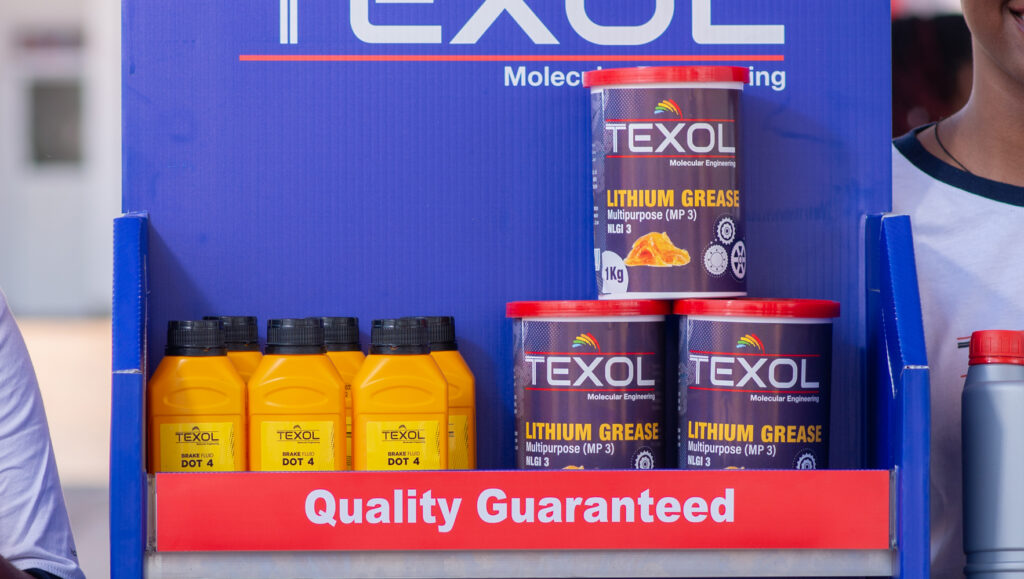 TEXOL
TEXOL
Molecular Engineering
LITHIUM GREASE
Multipurpose (MP 3)
NLGI 3
1Kg
TEXOL
Molecular Engineering
LITHIUM GREASE
Multipurpose (MP 3)
NLGI 3
TEXOL
Molecular Engineering
LITHIUM GREASE
Multipurpose (MP 3)
NLGI 3
TEXOL
BRAKE FLUID
DOT 4
TEXOL
BRAKE FLUID
DOT 4
TEXOL
BRAKE FLUID
DOT 4
Quality Guaranteed